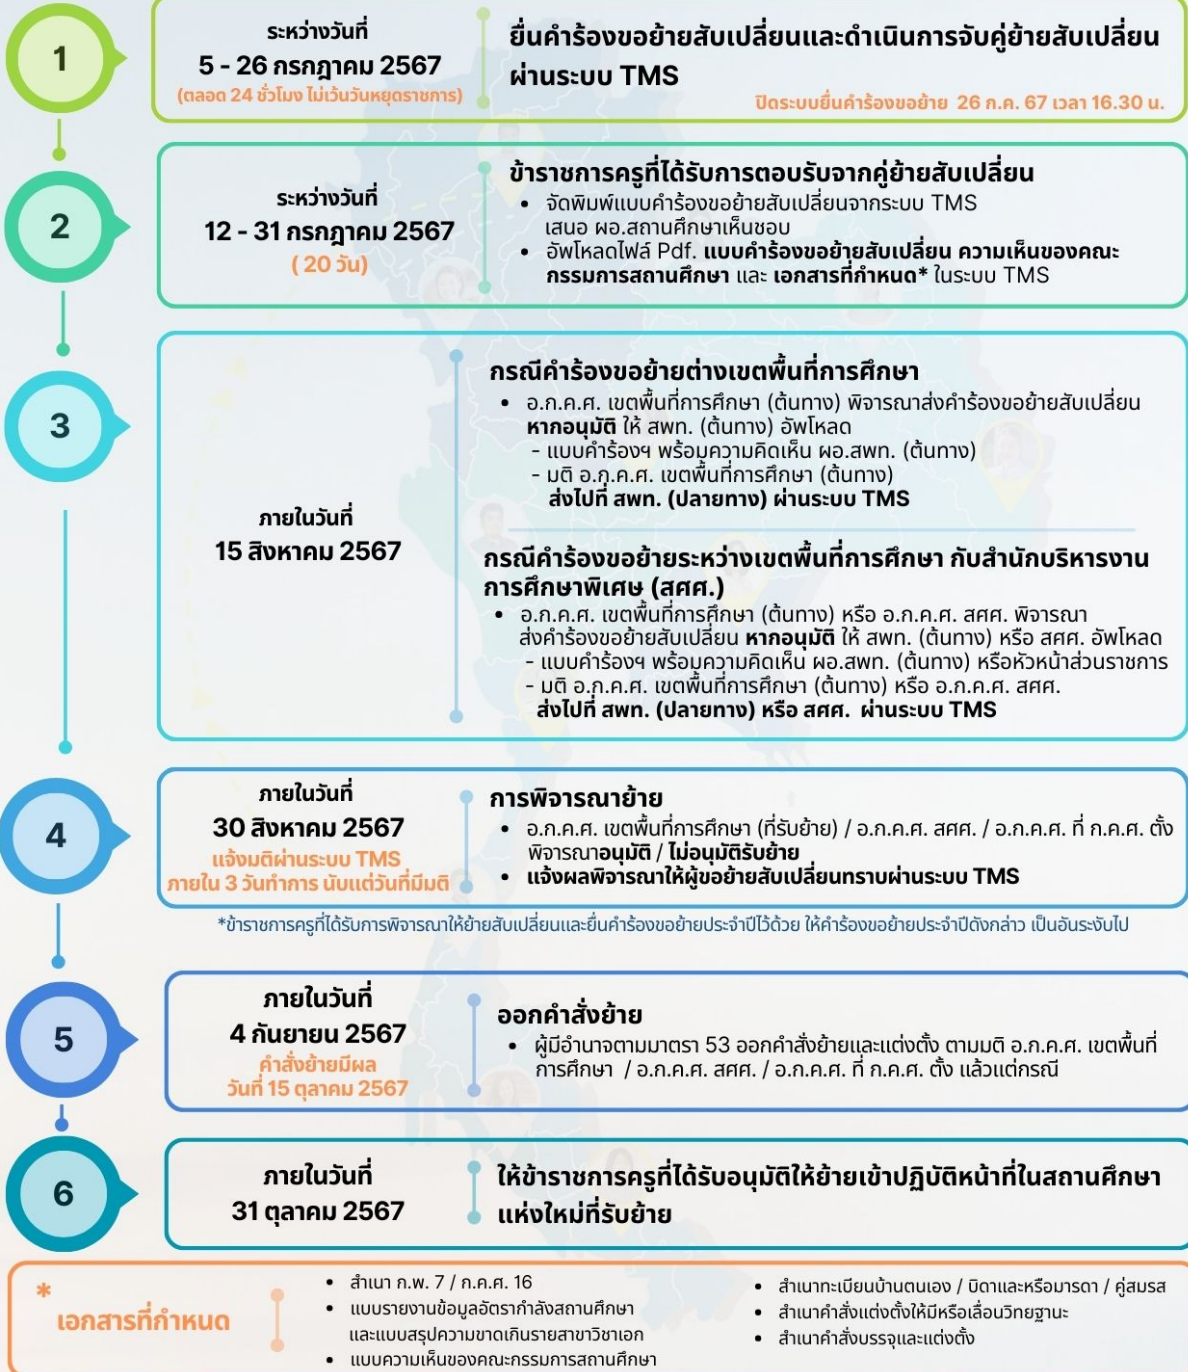 1
ระหว่างวันที่
5 - 26 กรกฎาคม 2567
(ตลอด 24 ชั่วโมง ไม่เว้นวันหยุดราชการ)
ยื่นคำร้องขอย้ายสับเปลี่ยนและดำเนินการจับคู่ย้ายสับเปลี่ยน
ผ่านระบบ TMS
ปิดระบบยื่นคำร้องขอย้าย 26 ก.ค. 67 เวลา 16.30 น.
2
ระหว่างวันที่
12 - 31 กรกฎาคม 2567
( 20 วัน)
ข้าราชการครูที่ได้รับการตอบรับจากคู่ย้ายสับเปลี่ยน
• จัดพิมพ์แบบคำร้องขอย้ายสับเปลี่ยนจากระบบ TMS
เสนอ ผอ.สถานศึกษาเห็นชอบ
• อัพโหลดไฟล์ Pdf. แบบคำร้องขอย้ายสับเปลี่ยน ความเห็นของคณะ
กรรมการสถานศึกษา และ เอกสารที่กำหนด* ในระบบ TMS
3
ภายในวันที่
15 สิงหาคม 2567
กรณีคำร้องขอย้ายต่างเขตพื้นที่การศึกษา
• อ.ก.ค.ศ. เขตพื้นที่การศึกษา (ต้นทาง) พิจารณาส่งคำร้องขอย้ายสับเปลี่ยน
หากอนุมัติ ให้ สพท. (ต้นทาง) อัพโหลด
- แบบคำร้องฯ พร้อมความคิดเห็น ผอ.สพท. (ต้นทาง)
- มติ อ.ก.ค.ศ. เขตพื้นที่การศึกษา (ต้นทาง)
ส่งไปที่ สพท. (ปลายทาง) ผ่านระบบ TMS
กรณีคำร้องขอย้ายระหว่างเขตพื้นที่การศึกษา กับสำนักบริหารงาน
การศึกษาพิเศษ (สศศ.)
• อ.ก.ค.ศ. เขตพื้นที่การศึกษา (ต้นทาง) หรือ อ.ก.ค.ศ. สศศ. พิจารณา
ส่งคำร้องขอย้ายสับเปลี่ยน หากอนุมัติ ให้ สพท. (ต้นทาง) หรือ สศศ. อัพโหลด
- แบบคำร้องฯ พร้อมความคิดเห็น ผอ.สพท. (ต้นทาง) หรือหัวหน้าส่วนราชการ
- มติ อ.ก.ค.ศ. เขตพื้นที่การศึกษา (ต้นทาง) หรือ อ.ก.ค.ศ. สศศ.
ส่งไปที่ สพท. (ปลายทาง) หรือ สศศ. ผ่านระบบ TMS
4
ภายในวันที่
30 สิงหาคม 2567
แจ้งมติผ่านระบบ TMS
ภายใน 3 วันทำการ นับแต่วันที่มีมติ
การพิจารณาย้าย
• อ.ก.ค.ศ. เขตพื้นที่การศึกษา (ที่รับย้าย) / อ.ก.ค.ศ. สศศ. / อ.ก.ค.ศ. ที่ ก.ค.ศ. ตั้ง
พิจารณาอนุมัติ / ไม่อนุมัติรับย้าย
• แจ้งผลพิจารณาให้ผู้ขอย้ายสับเปลี่ยนทราบผ่านระบบ TMS
*ข้าราชการครูที่ได้รับการพิจารณาให้ย้ายสับเปลี่ยนและยื่นคำร้องขอย้ายประจำปีไว้ด้วย ให้คำร้องขอย้ายประจำปีดังกล่าว เป็นอันระงับไป
5
ภายในวันที่
4 กันยายน 2567
คำสั่งย้ายมีผล
วันที่ 15 ตุลาคม 2567
ออกคำสั่งย้าย
• ผู้มีอำนาจตามมาตรา 53 ออกคำสั่งย้ายและแต่งตั้ง ตามมติ อ.ก.ค.ศ. เขตพื้นที่
การศึกษา / อ.ก.ค.ศ. สศศ. / อ.ก.ค.ศ. ที่ ก.ค.ศ. ตั้ง แล้วแต่กรณี
6
ภายในวันที่
31 ตุลาคม 2567
ให้ข้าราชการครูที่ได้รับอนุมัติให้ย้ายเข้าปฏิบัติหน้าที่ในสถานศึกษา
แห่งใหม่ที่รับย้าย
*
เอกสารที่กำหนด
• สำเนา ก.พ. 7 / ก.ค.ศ. 16
• แบบรายงานข้อมูลอัตรากำลังสถานศึกษา
และแบบสรุปความขาดเกินรายสาขาวิชาเอก
• แบบความเห็นของคณะกรรมการสถานศึกษา
• สำเนาทะเบียนบ้านตนเอง / บิดาและหรือมารดา / คู่สมรส
• สำเนาคำสั่งแต่งตั้งให้มีหรือเลื่อนวิทยฐานะ
• สำเนาคำสั่งบรรจุและแต่งตั้ง